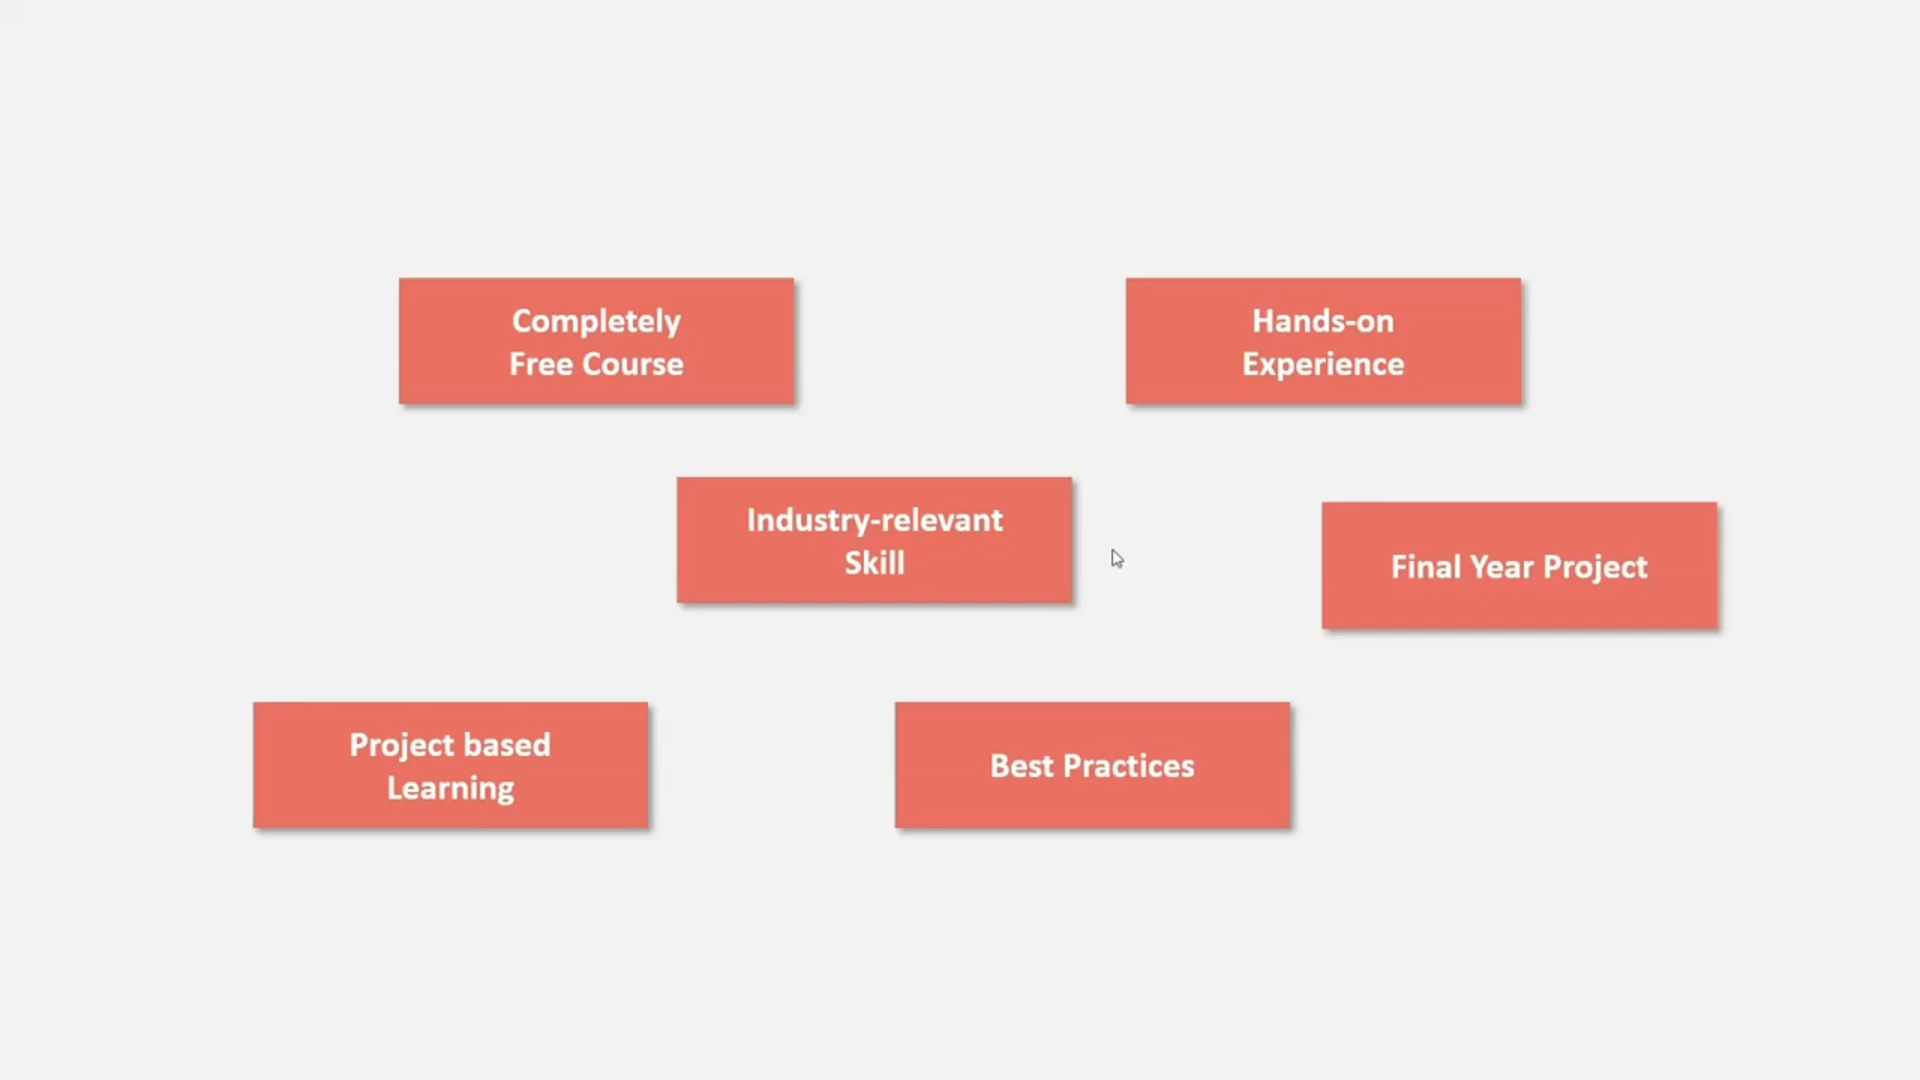 Completely
Free Course
Hands-on
Experience
Industry-relevant
Skill
Final Year Project
Project based
Learning
Best Practices